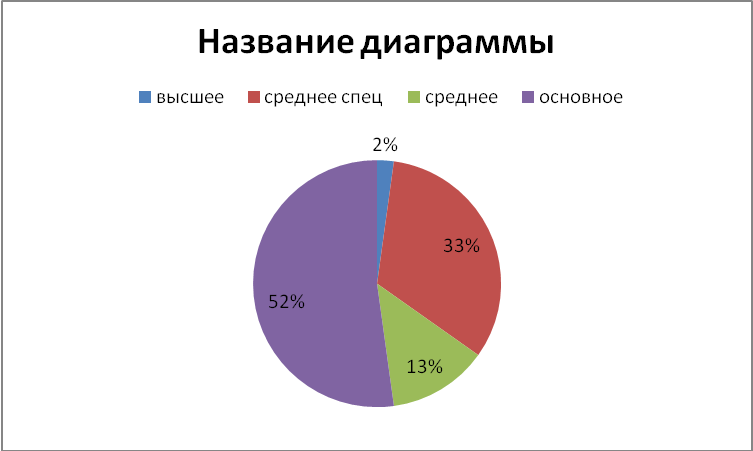 Название диаграммы
высшее среднее спец среднее основное
2%
33%
52%
13%